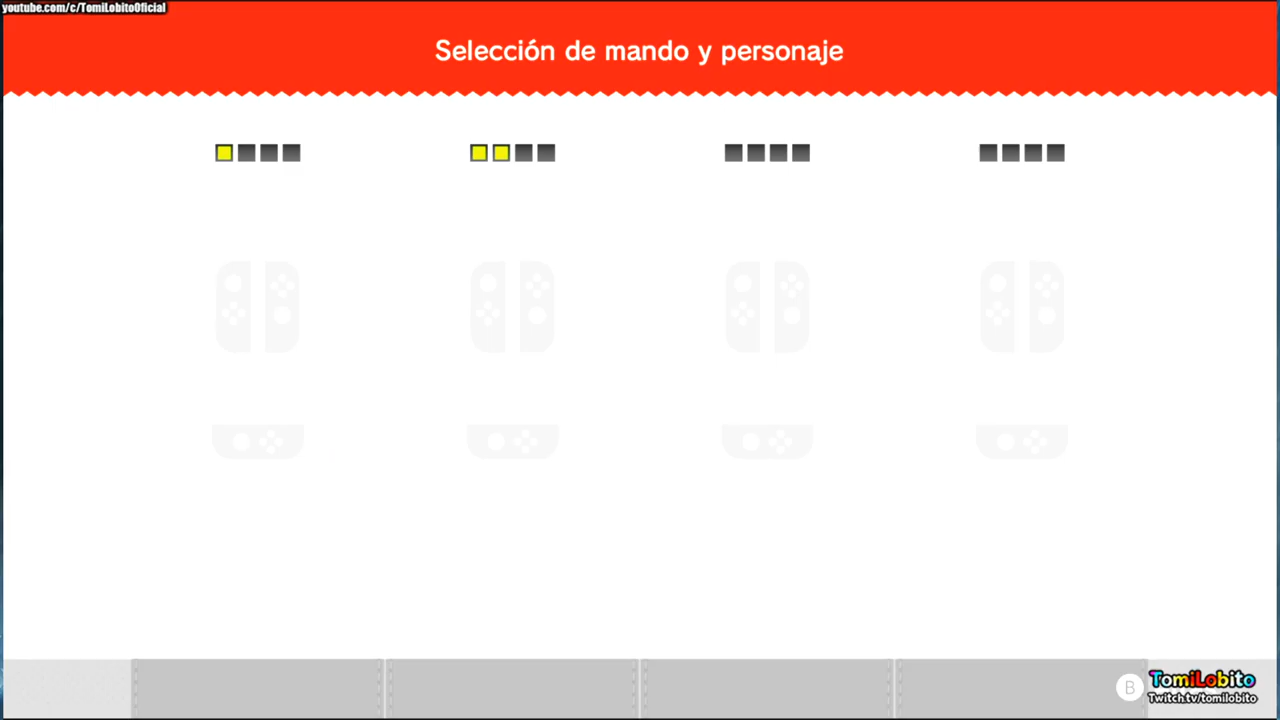 youtube.com/c/TomiLobitoOficial
Selección de mando y personaje
B
TomiLobito
Twitch.tv/tomilobito